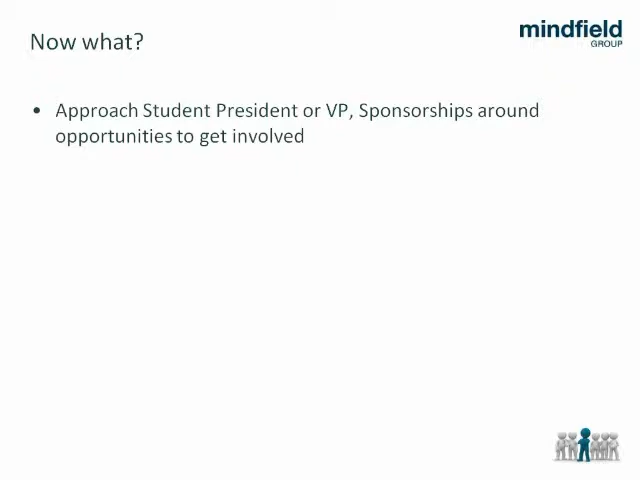 Now what?
mindfield
GROUP
• Approach Student President or VP, Sponsorships around
opportunities to get involved